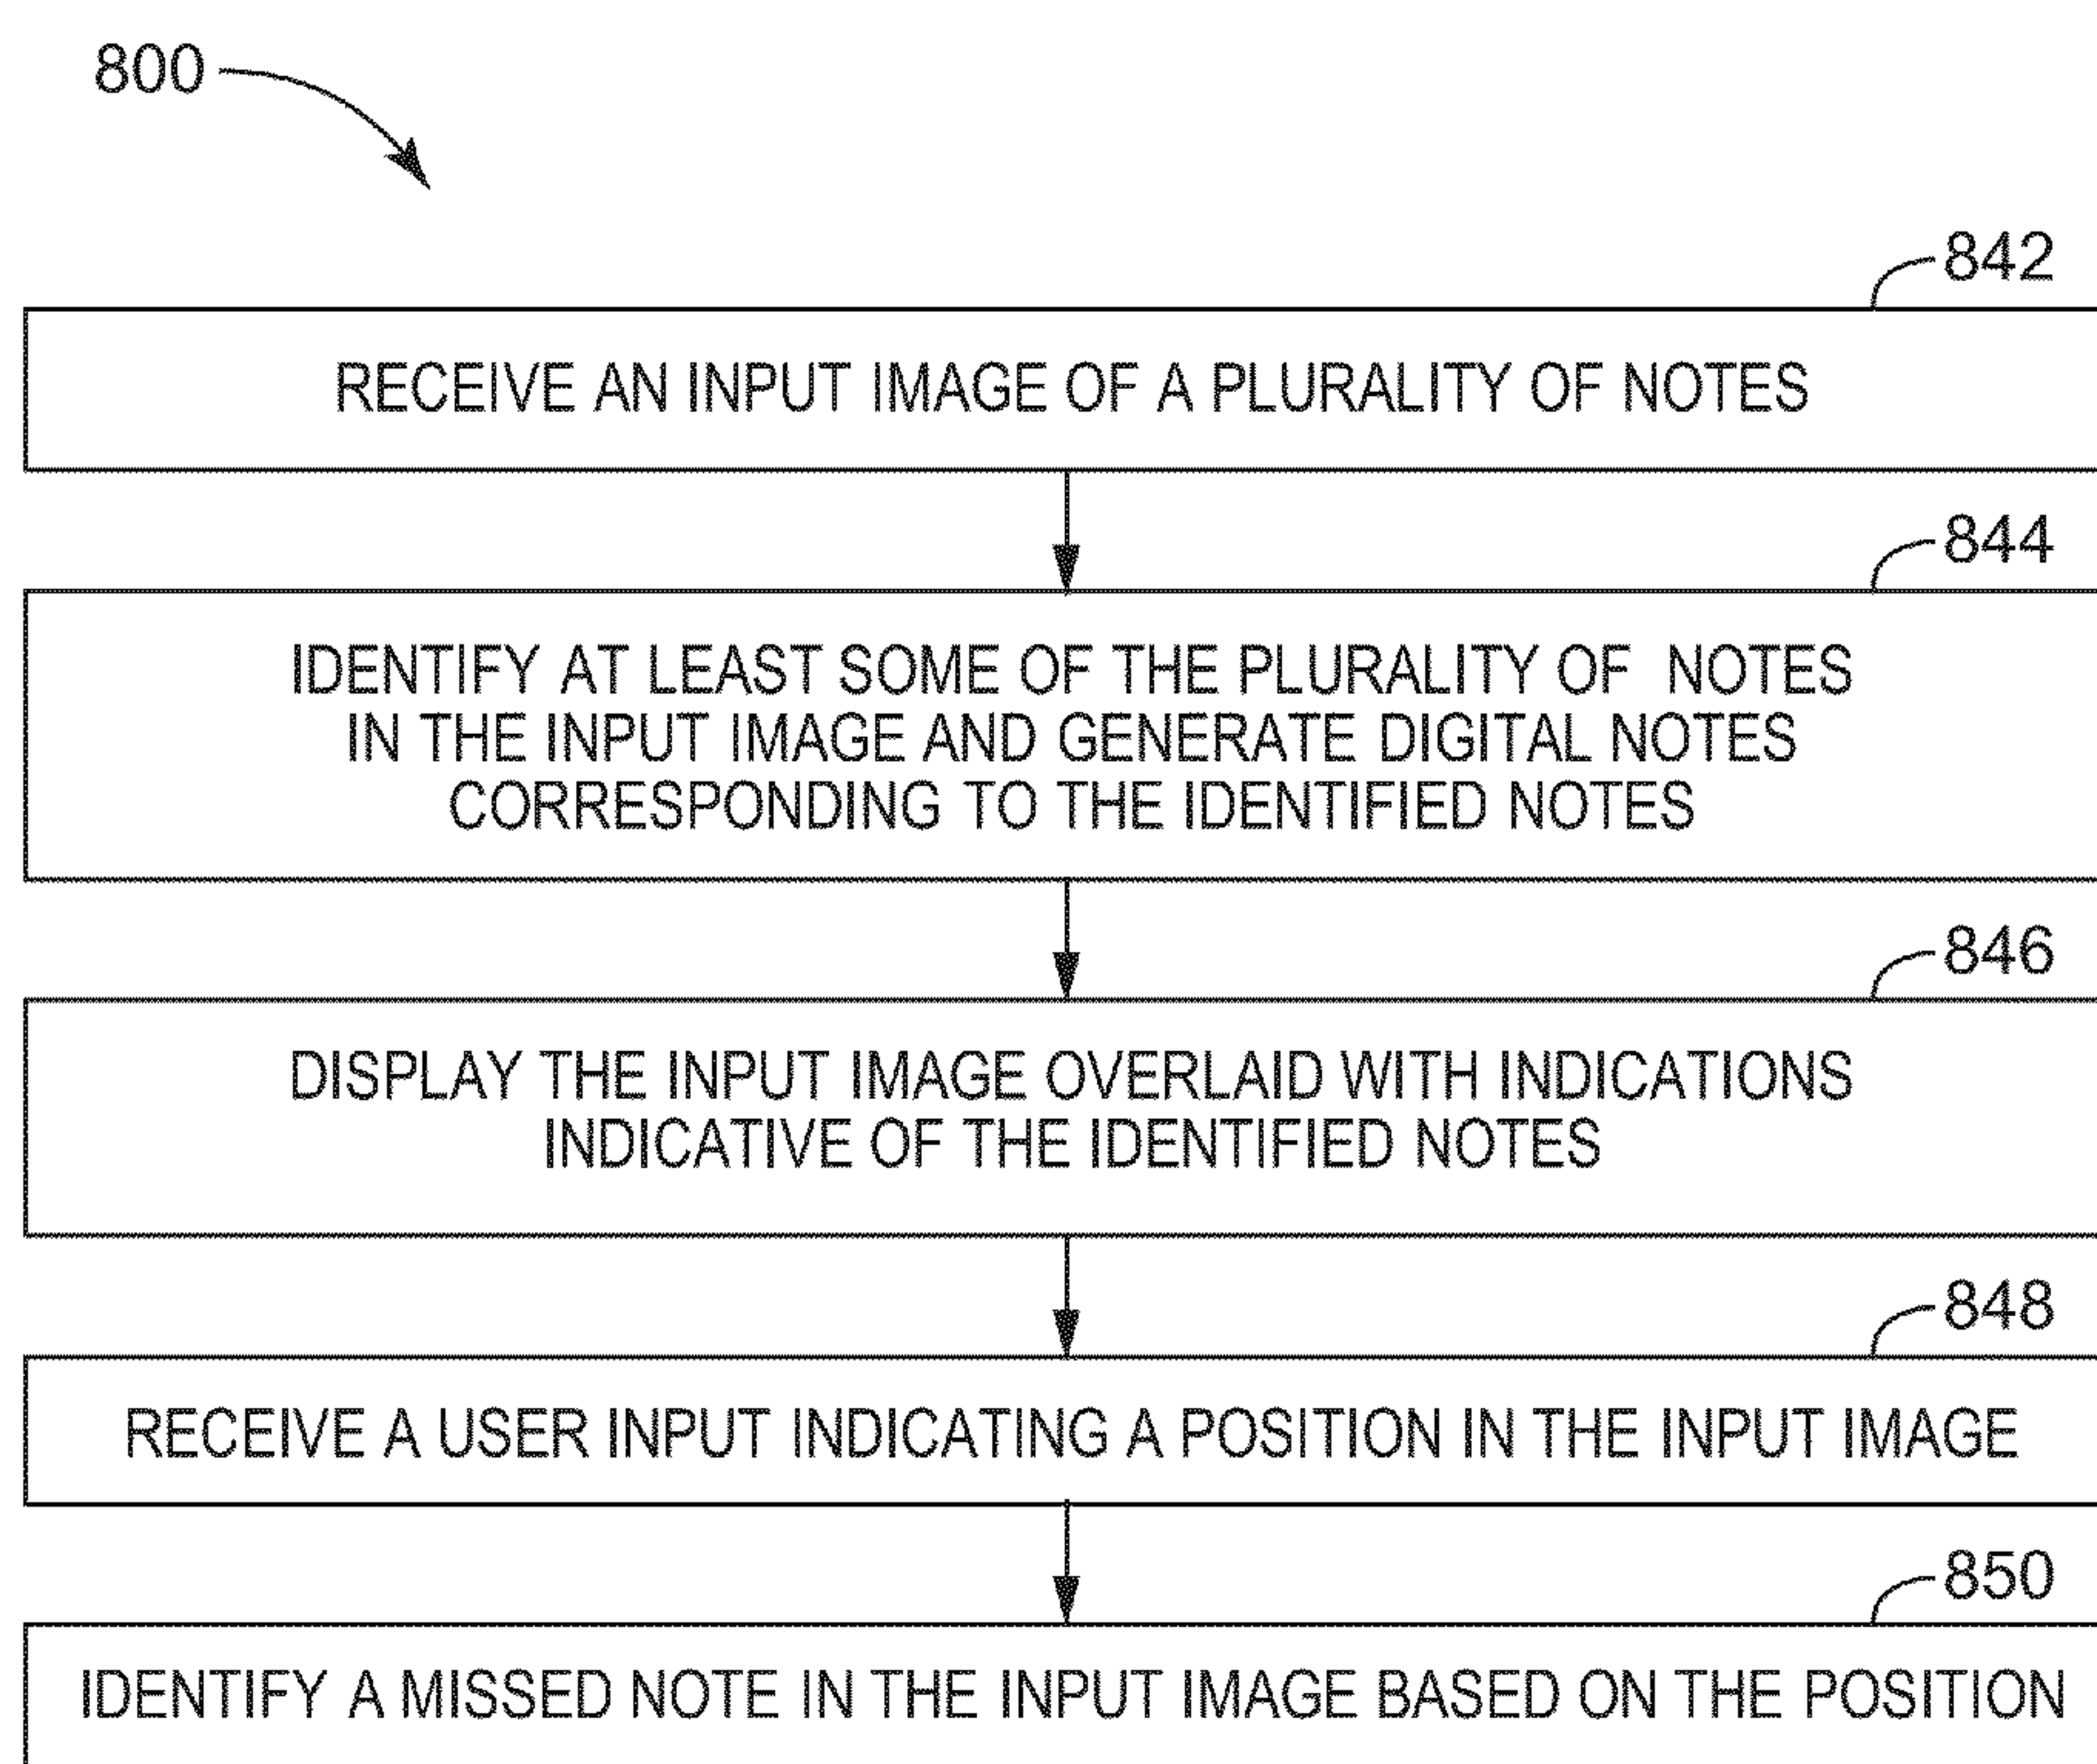 800
842
RECEIVE AN INPUT IMAGE OF A PLURALITY OF NOTES
844
IDENTIFY AT LEAST SOME OF THE PLURALITY OF NOTES
IN THE INPUT IMAGE AND GENERATE DIGITAL NOTES
CORRESPONDING TO THE IDENTIFIED NOTES
846
DISPLAY THE INPUT IMAGE OVERLAID WITH INDICATIONS
INDICATIVE OF THE IDENTIFIED NOTES
848
RECEIVE A USER INPUT INDICATING A POSITION IN THE INPUT IMAGE
850
IDENTIFY A MISSED NOTE IN THE INPUT IMAGE BASED ON THE POSITION